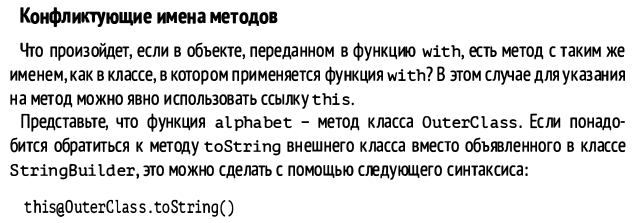 Конфликтующие имена методов
Что произойдет, если в объекте, переданном в функцию with, есть метод с таким же
именем, как в классе, в котором применяется функция with? В этом случае для указания
на метод можно явно использовать ссылку this.
Представьте, что функция alphabet – метод класса OuterClass. Если понадо-
бится обратиться к методу toString внешнего класса вместо объявленного в классе
StringBuilder, это можно сделать с помощью следующего синтаксиса:
this@OuterClass.toString()